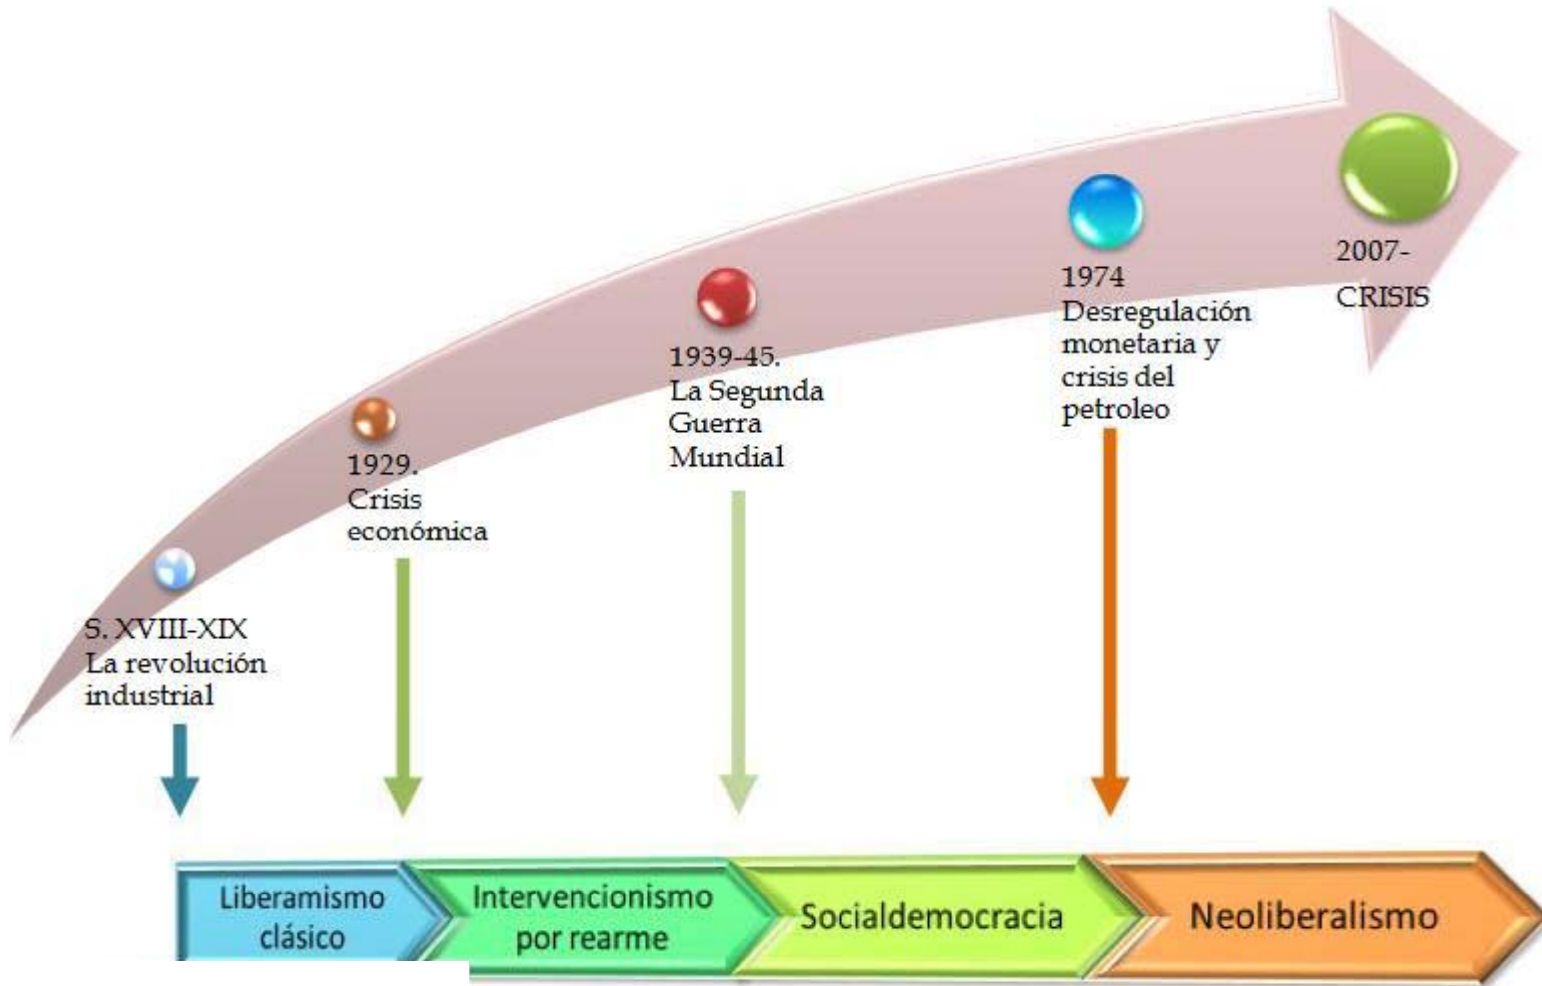 S. XVIII-XIX
La revolución
industrial
1929.
Crisis
económica
1939-45.
La Segunda
Guerra
Mundial
1974
Desregulación
monetaria y
crisis del
petroleo
2007-
CRISIS
Liberamismo
clásico
Intervencionismo
por rearme
Socialdemocracia
Neoliberalismo